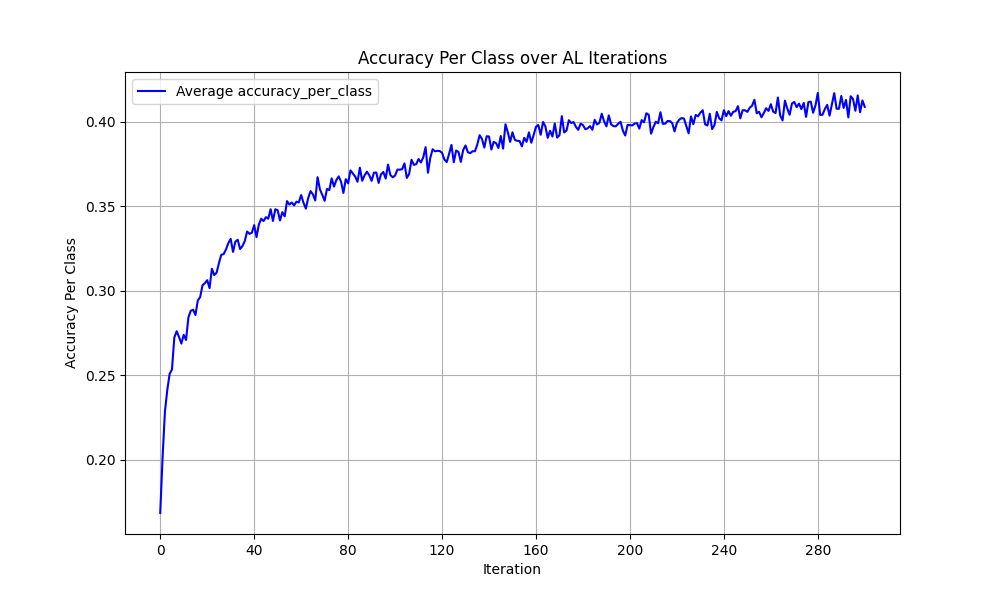 Accuracy Per Class over AL Iterations
Average accuracy_per_class
Accuracy Per Class
0.40
0.35
0.30
0.25
0.20
0 40 80 120 160 200 240 280
Iteration